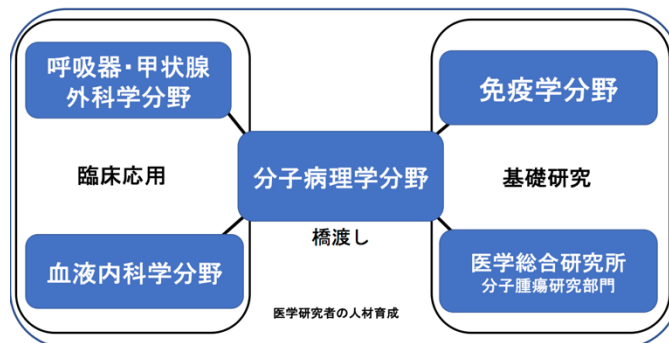 呼吸器・甲状腺
外科学分野
臨床応用
血液内科学分野
分子病理学分野
橋渡し
医学研究者の人材育成
免疫学分野
基礎研究
医学総合研究所
分子腫瘍研究部門